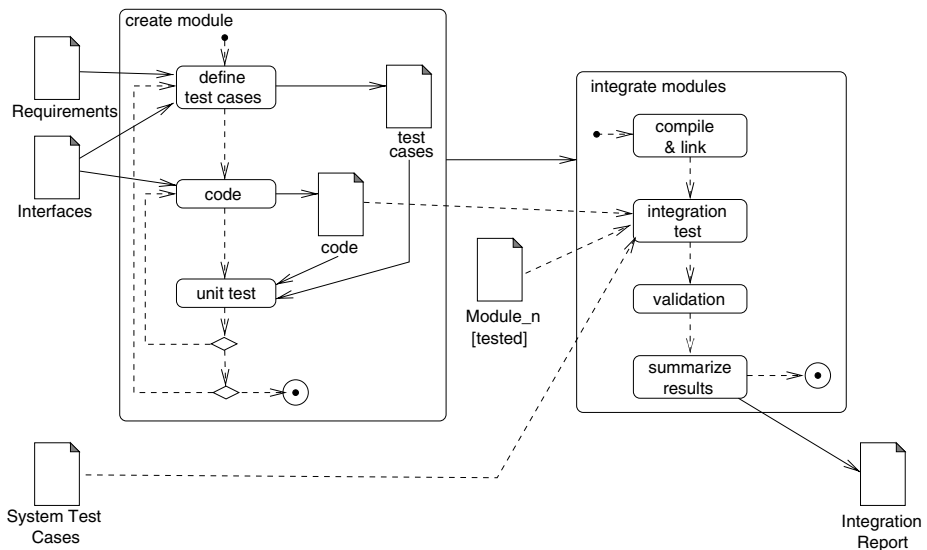 create module
Requirements
define
test cases
test
cases
Interfaces
code
code
unit test
integrate modules
compile
& link
integration
test
Module_n
[tested]
validation
summarize
results
System Test
Cases
Integration
Report